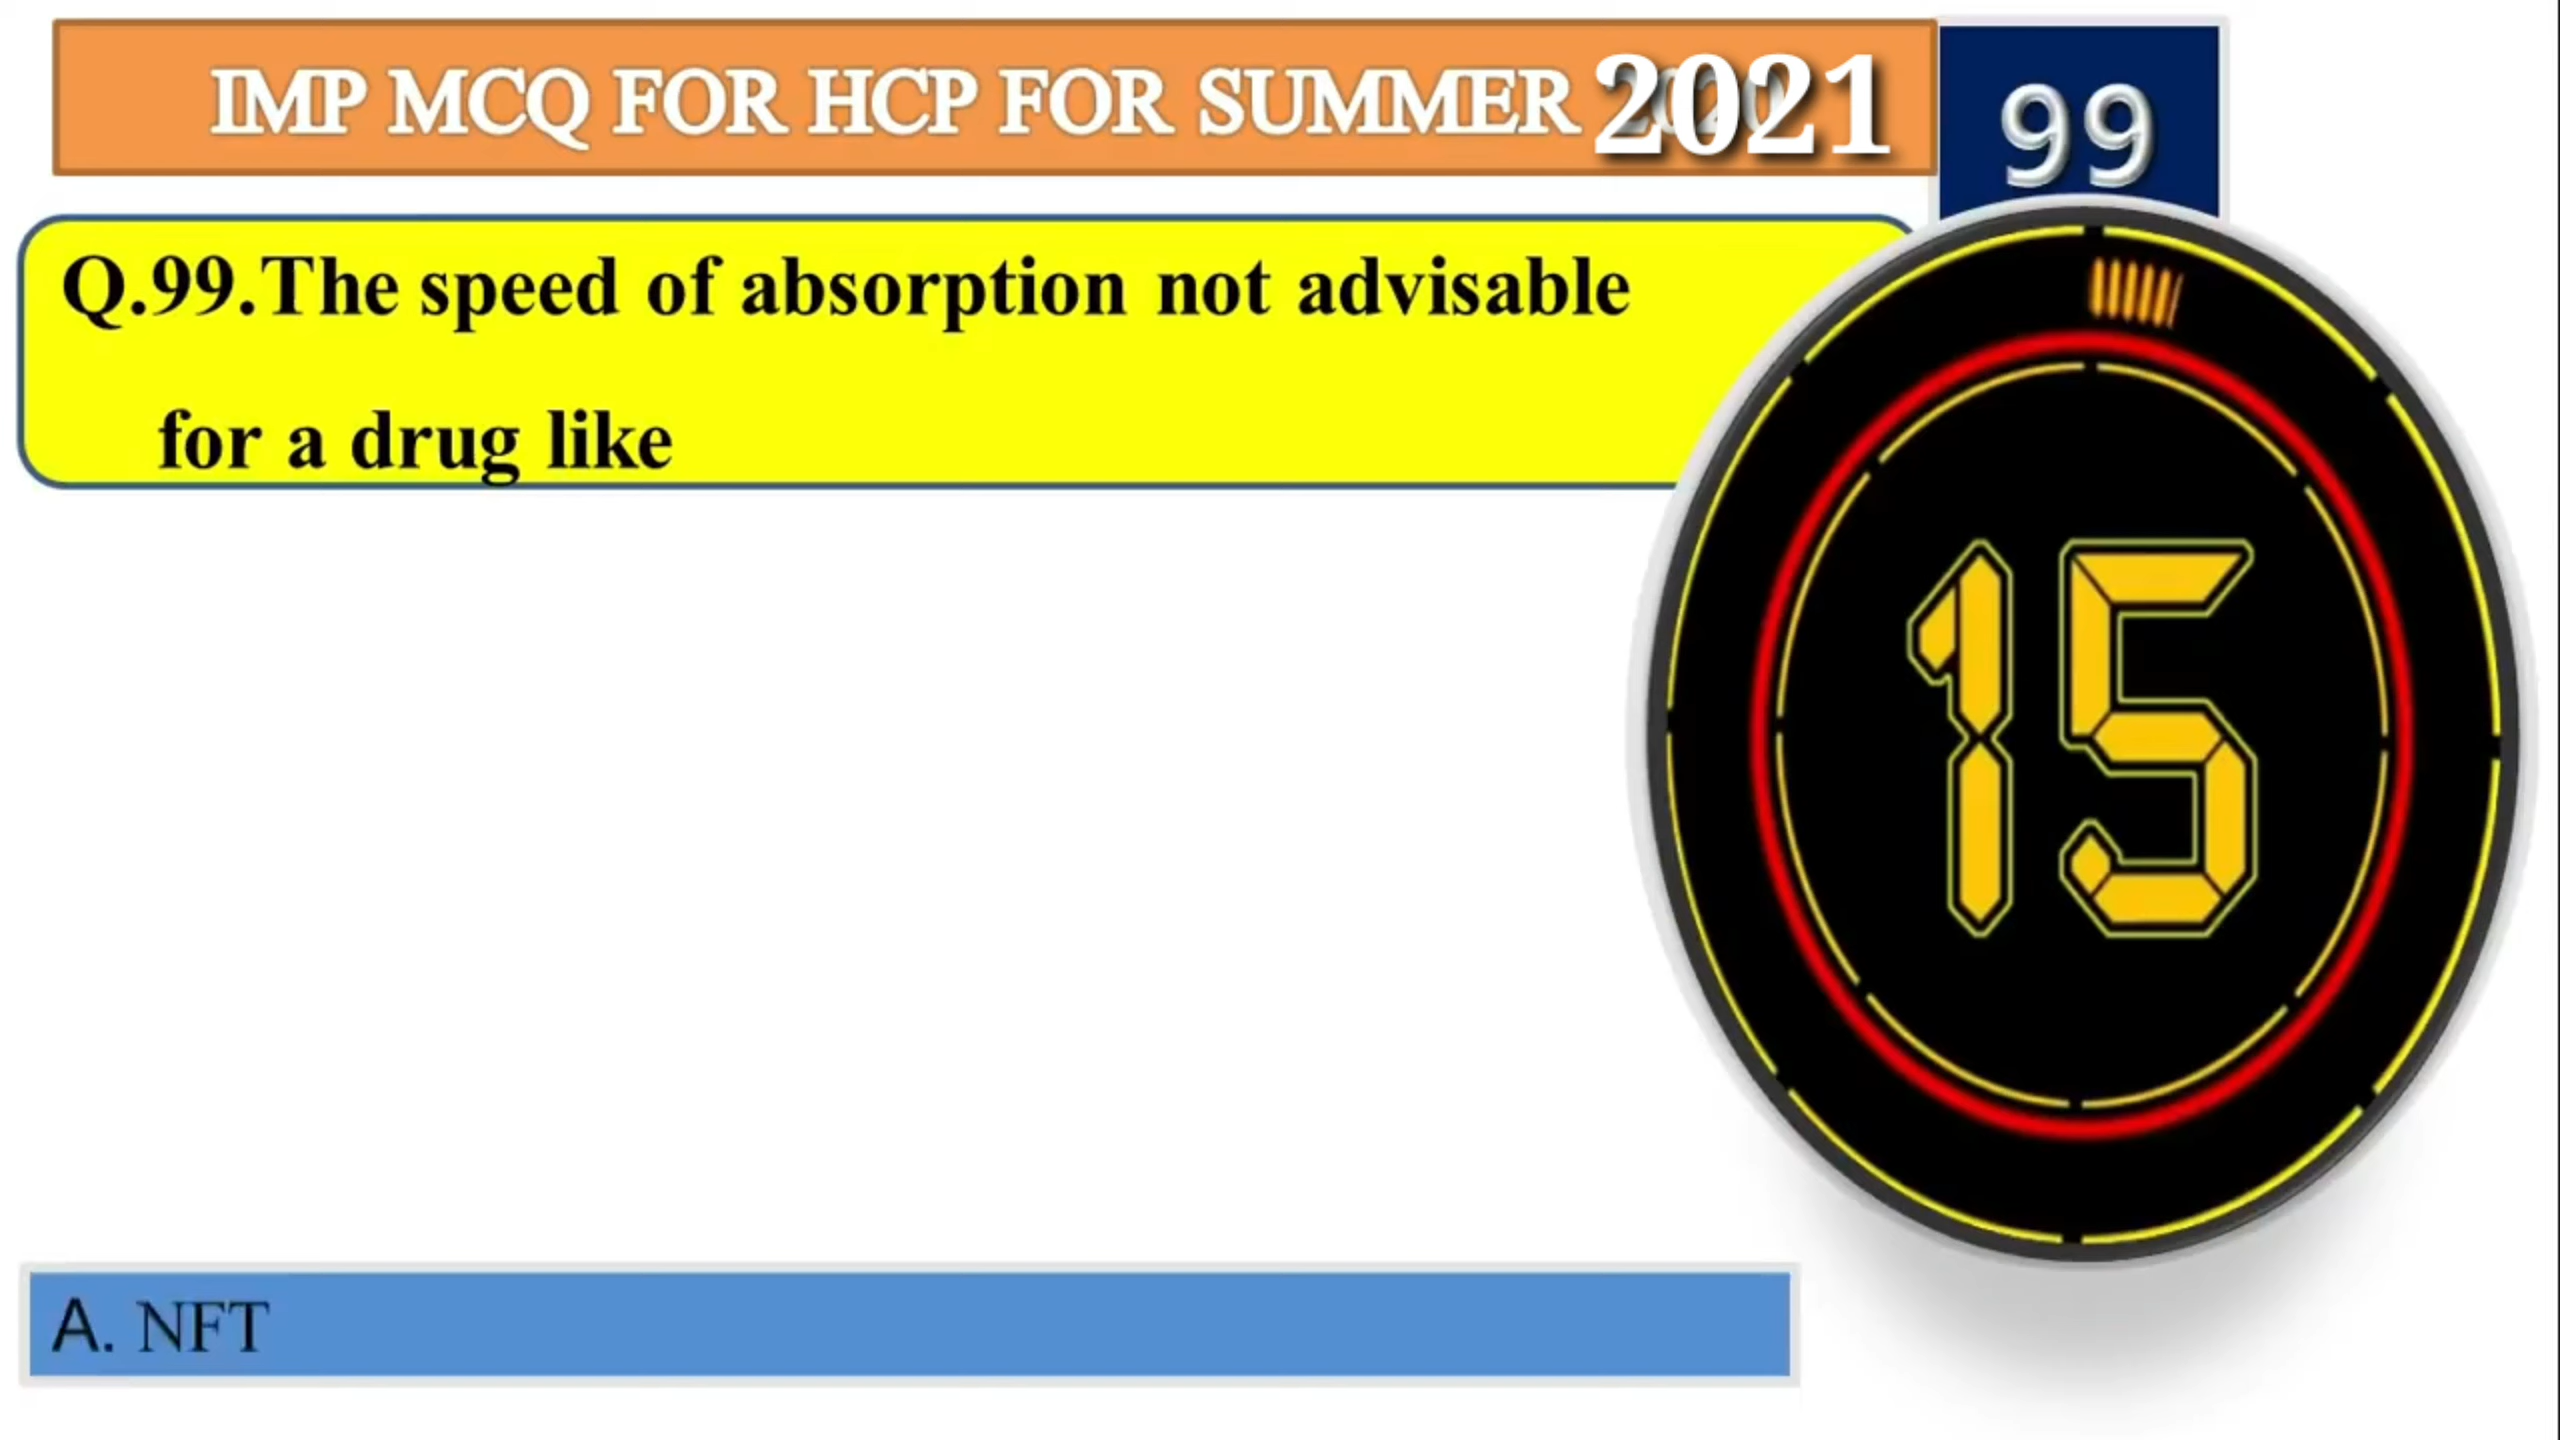 IMP MCQ FOR HCP FOR SUMMER 2021
99
Q.99.The speed of absorption not advisable
for a drug like
15
A. NFT